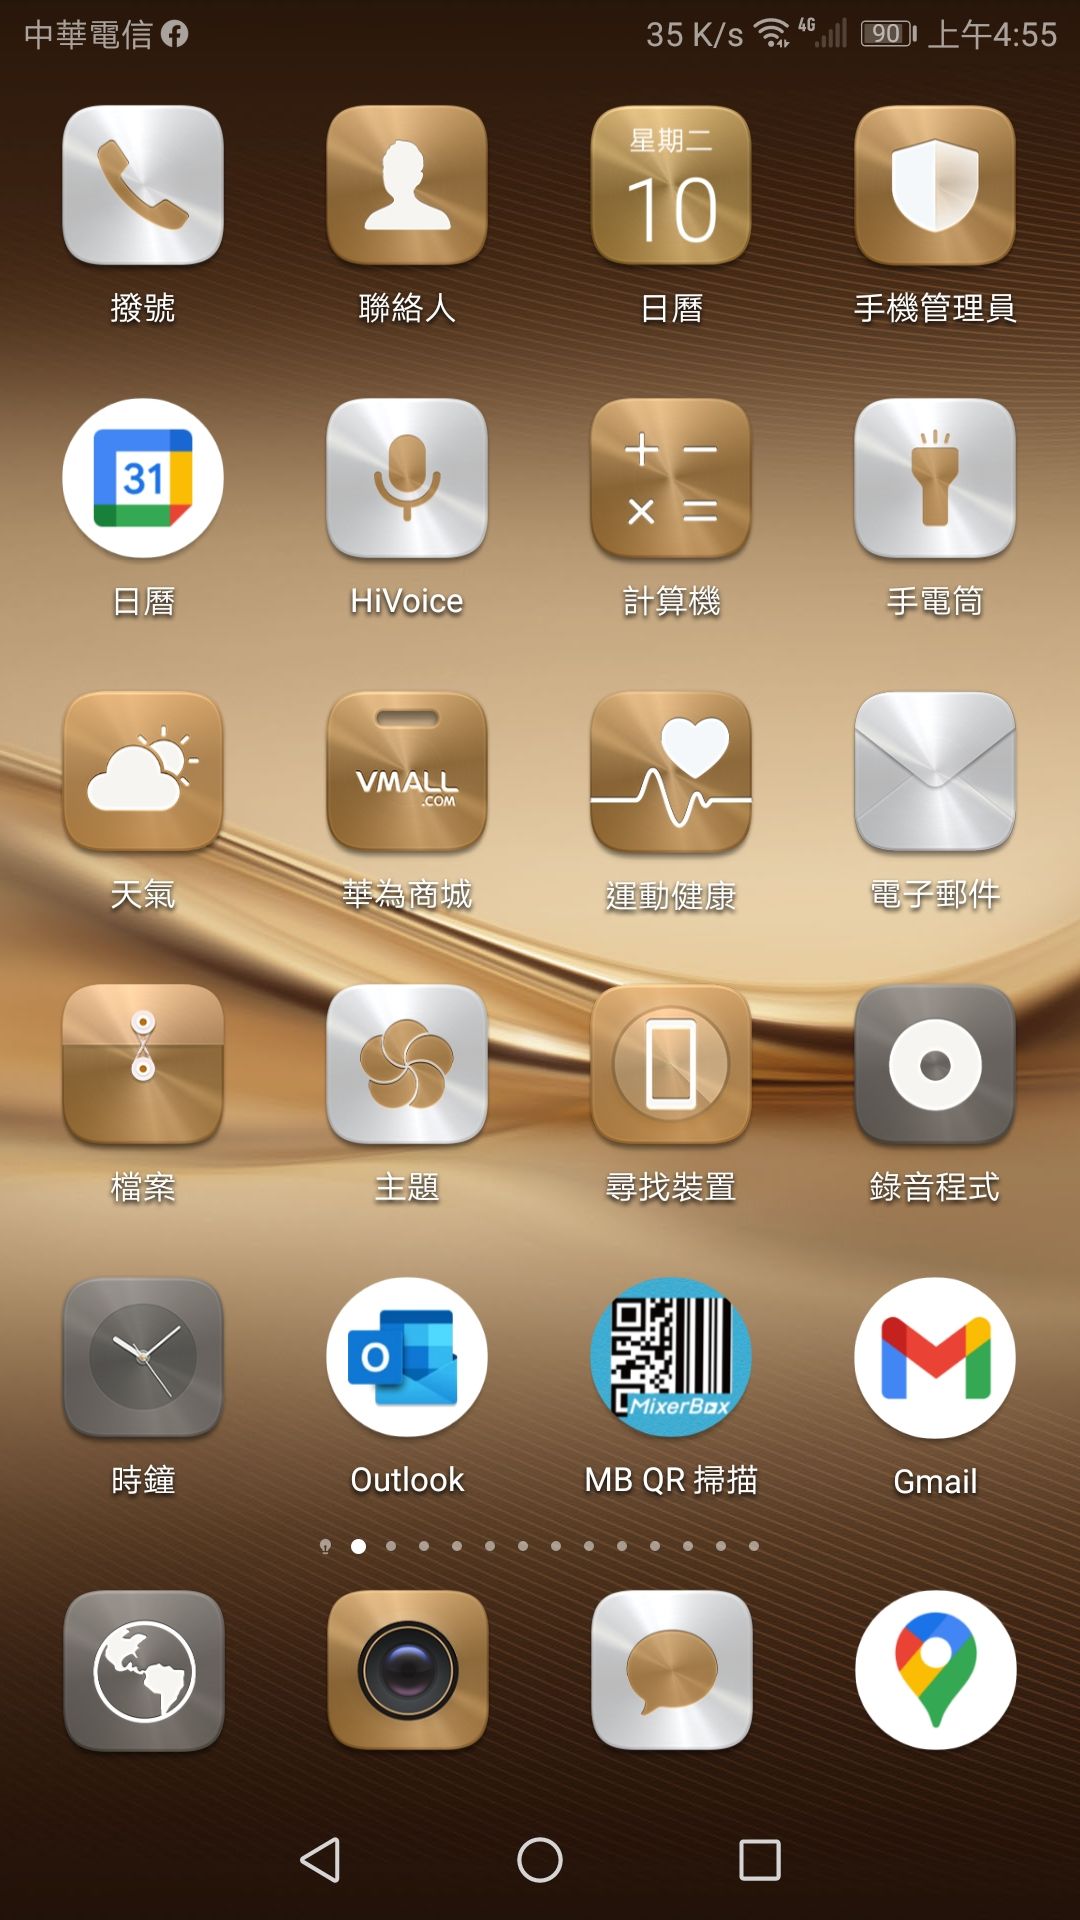 中華電信 35 K/s 4G 90 上午4:55
星期二
10
撥號 聯絡人 日曆 手機管理員
31
日曆 HiVoice 計算機 手電筒
VMALL
.COM
天氣 華為商城 運動健康 電子郵件
檔案 主題 尋找裝置 錄音程式
O
MixerBox
時鐘 Outlook MB QR 掃描 Gmail